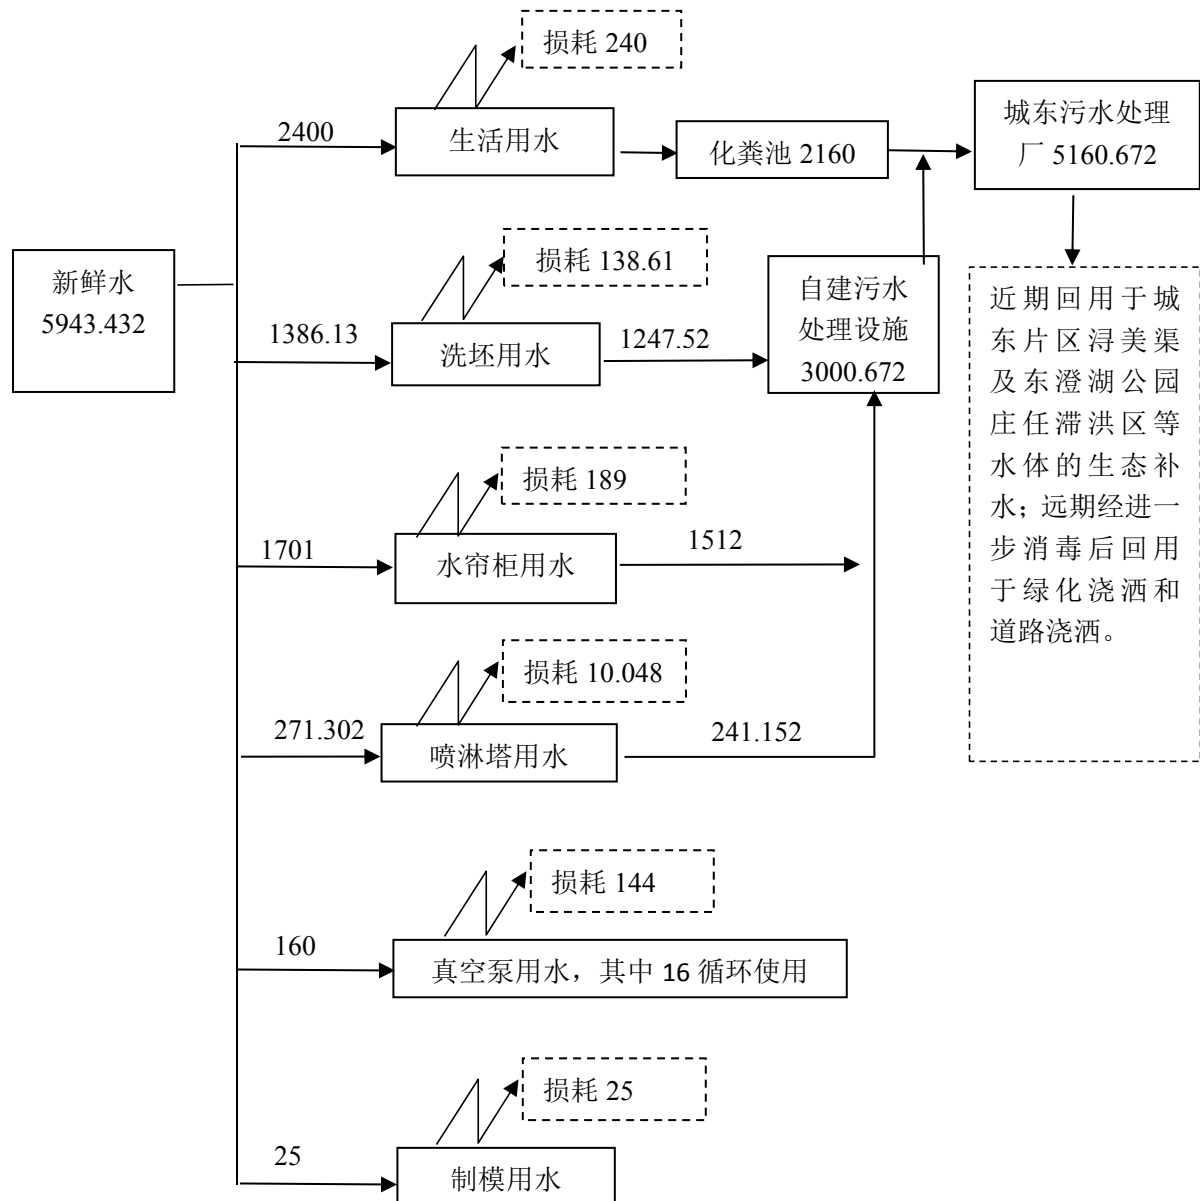 损耗 240
2400
生活用水
化粪池 2160
城东污水处理
厂 5160.672
新鲜水
5943.432
损耗 138.61
1386.13
洗坯用水
1247.52
自建污水
处理设施
3000.672
近期回用于城
东片区浔美渠
及东澄湖公园
庄任滞洪区等
水体的生态补
水；远期经进一
步消毒后回用
于绿化浇洒和
道路浇洒。
损耗 189
1701
水帘柜用水
1512
损耗 10.048
271.302
喷淋塔用水
241.152
损耗 144
160
真空泵用水，其中 16 循环使用
损耗 25
25
制模用水